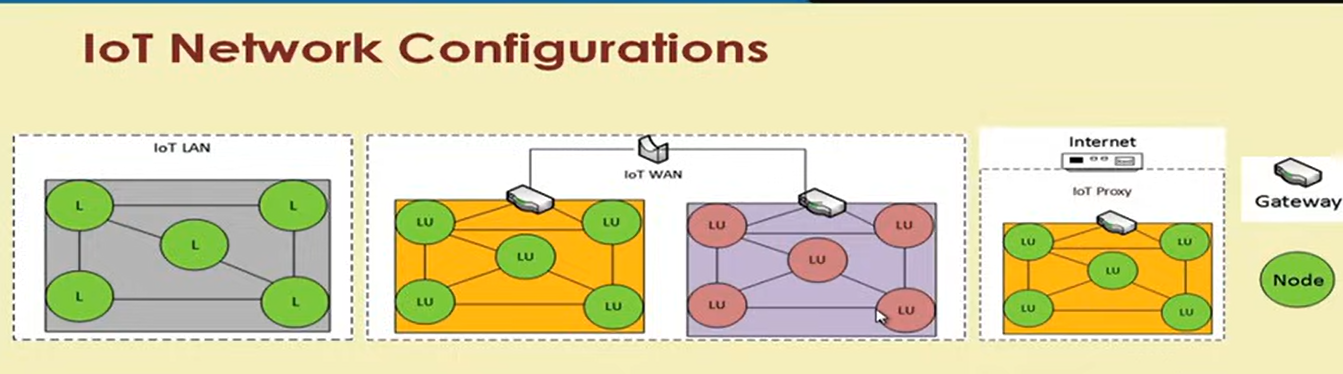 IoT Network Configurations
IoT LAN
L
L
L
L
L
IoT WAN
LU
LU
LU
LU
LU
LU
LU
LU
LU
LU
Internet
IoT Proxy
LU
LU
LU
LU
LU
Gateway
Node